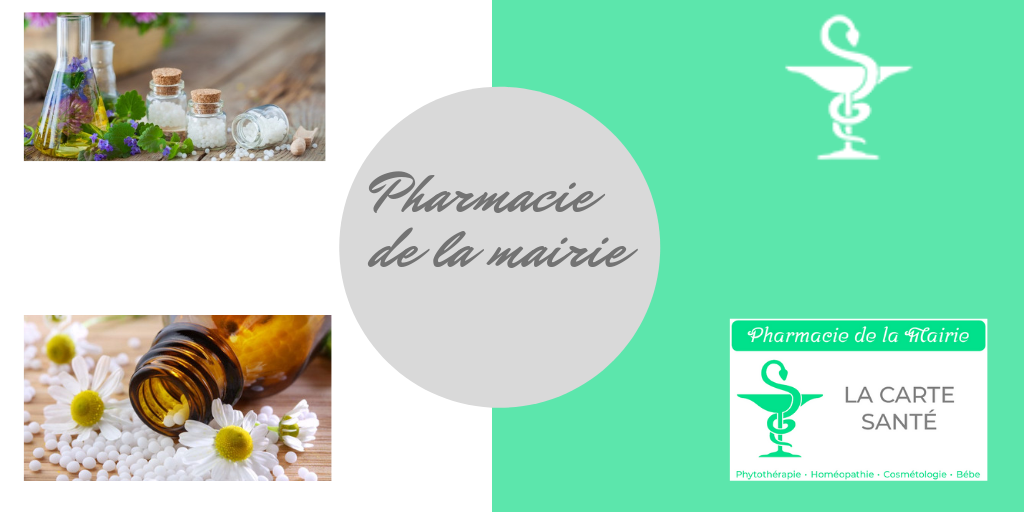 Pharmacie
de la mairie
Pharmacie de la Mairie
LA CARTE
SANTÉ
Phytothérapie • Homéopathie • Cosmétologie • Bébe